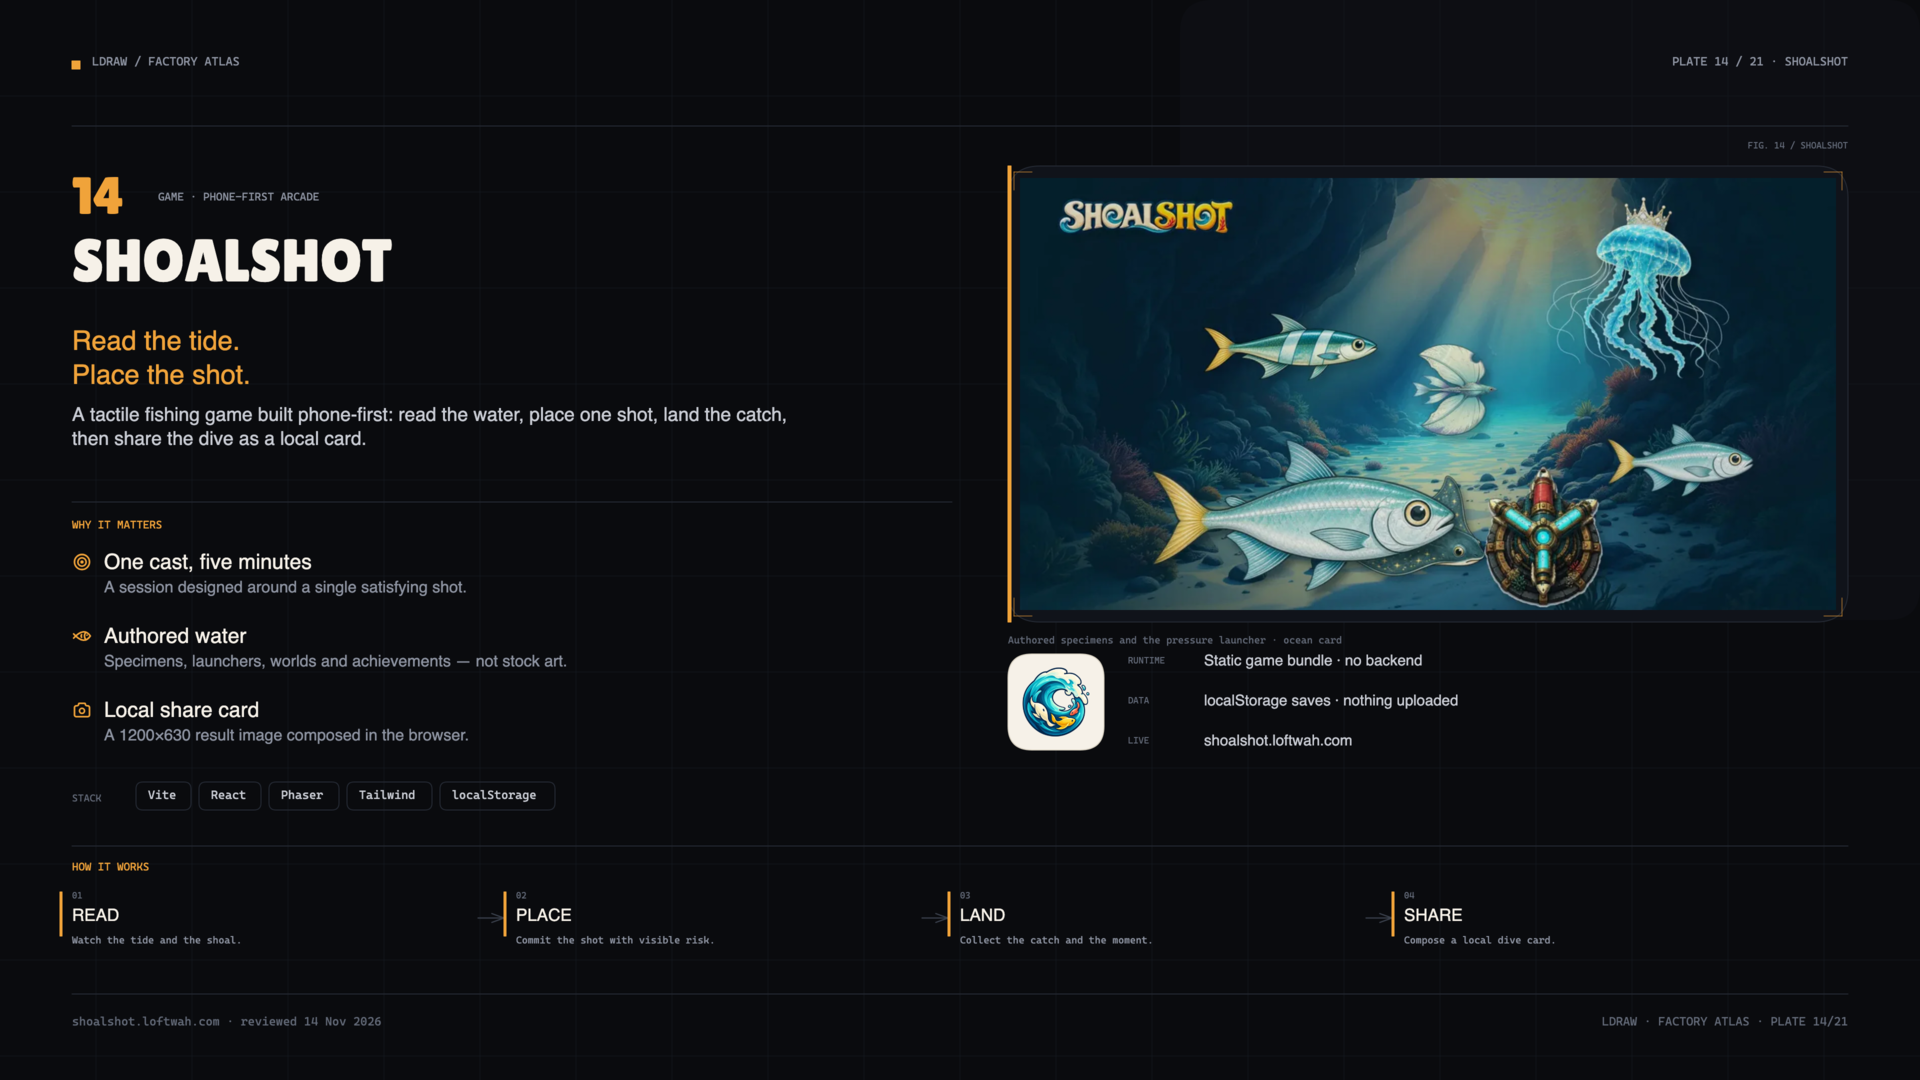 LDRAW / FACTORY ATLAS
PLATE 14 / 21 · SHOALSHOT
FIG. 14 / SHOALSHOT
14
GAME · PHONE-FIRST ARCADE
SHOALSHOT
Read the tide.
Place the shot.
A tactile fishing game built phone-first: read the water, place one shot, land the catch,
then share the dive as a local card.
WHY IT MATTERS
One cast, five minutes
A session designed around a single satisfying shot.
Authored water
Specimens, launchers, worlds and achievements — not stock art.
Local share card
A 1200×630 result image composed in the browser.
STACK
Vite
React
Phaser
Tailwind
localStorage
SHOALSHOT
Authored specimens and the pressure launcher · ocean card
RUNTIME
Static game bundle · no backend
DATA
localStorage saves · nothing uploaded
LIVE
shoalshot.loftwah.com
HOW IT WORKS
01
READ
Watch the tide and the shoal.
02
PLACE
Commit the shot with visible risk.
03
LAND
Collect the catch and the moment.
04
SHARE
Compose a local dive card.
shoalshot.loftwah.com · reviewed 14 Nov 2026
LDRAW · FACTORY ATLAS · PLATE 14/21